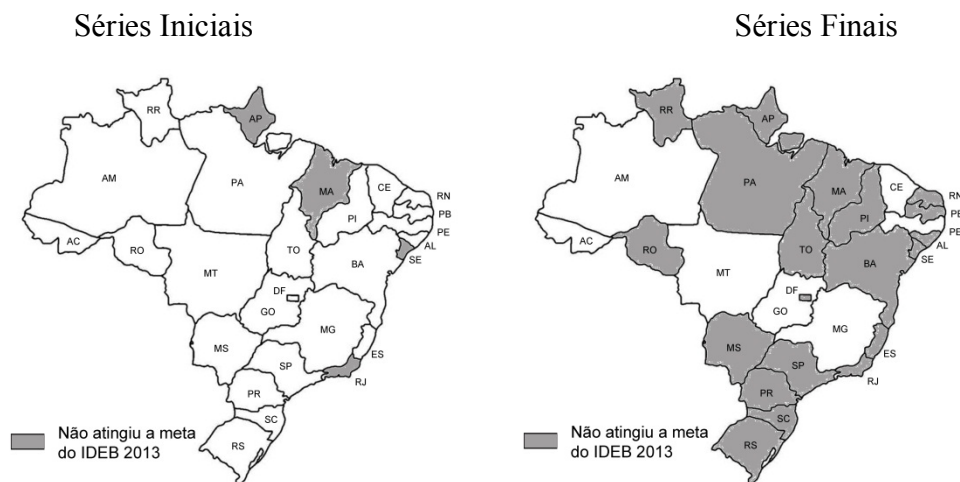 Séries Iniciais
RR
AP
AM
PA
MA
CE
RN
PB
PE
AL
SE
PI
AC
RO
TO
BA
MT
DF
GO
MG
MS
ES
SP
RJ
PR
SC
RS
Não atingiu a meta
do IDEB 2013
Séries Finais
RR
AP
AM
PA
MA
CE
RN
PB
PE
AL
SE
PI
AC
RO
TO
BA
MT
DF
GO
MG
MS
ES
SP
RJ
PR
SC
RS
Não atingiu a meta
do IDEB 2013